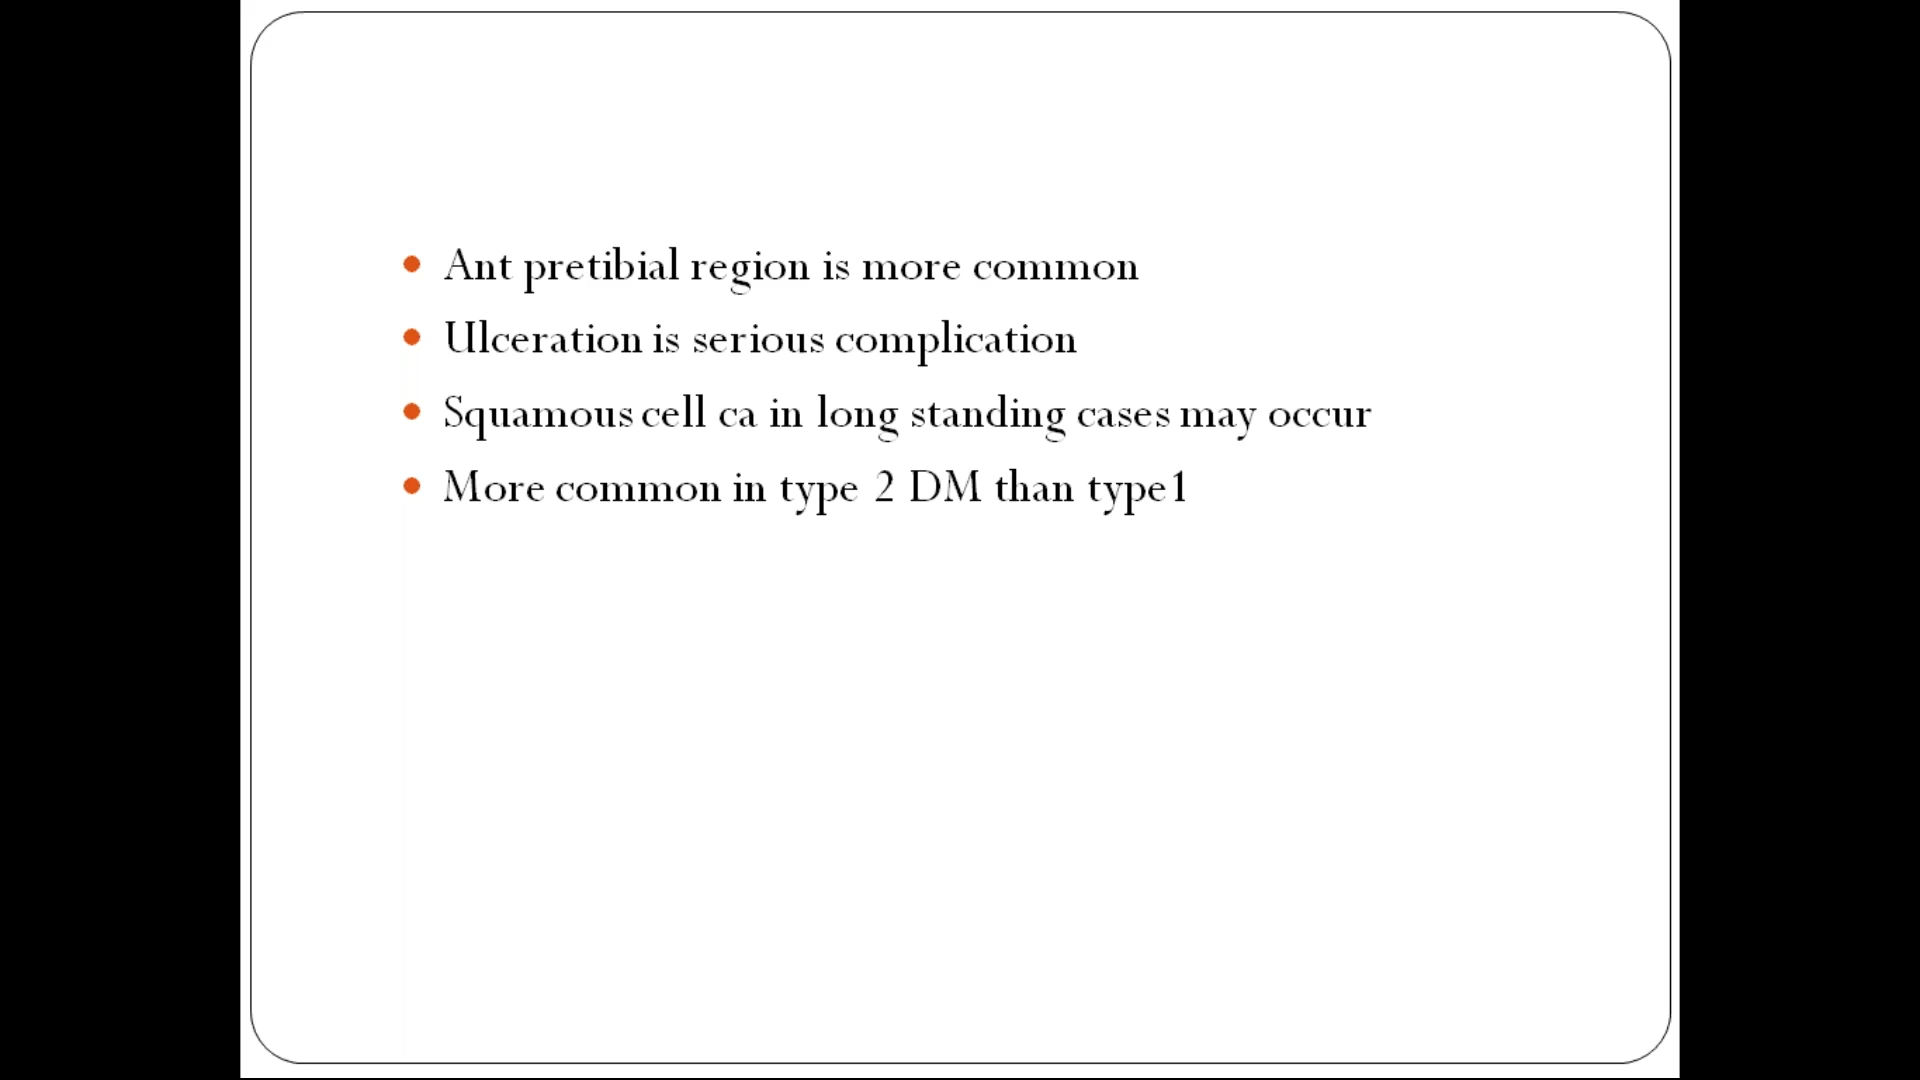 Ant pretibial region is more common
Ulceration is serious complication
Squamous cell ca in long standing cases may occur
More common in type 2 DM than type1